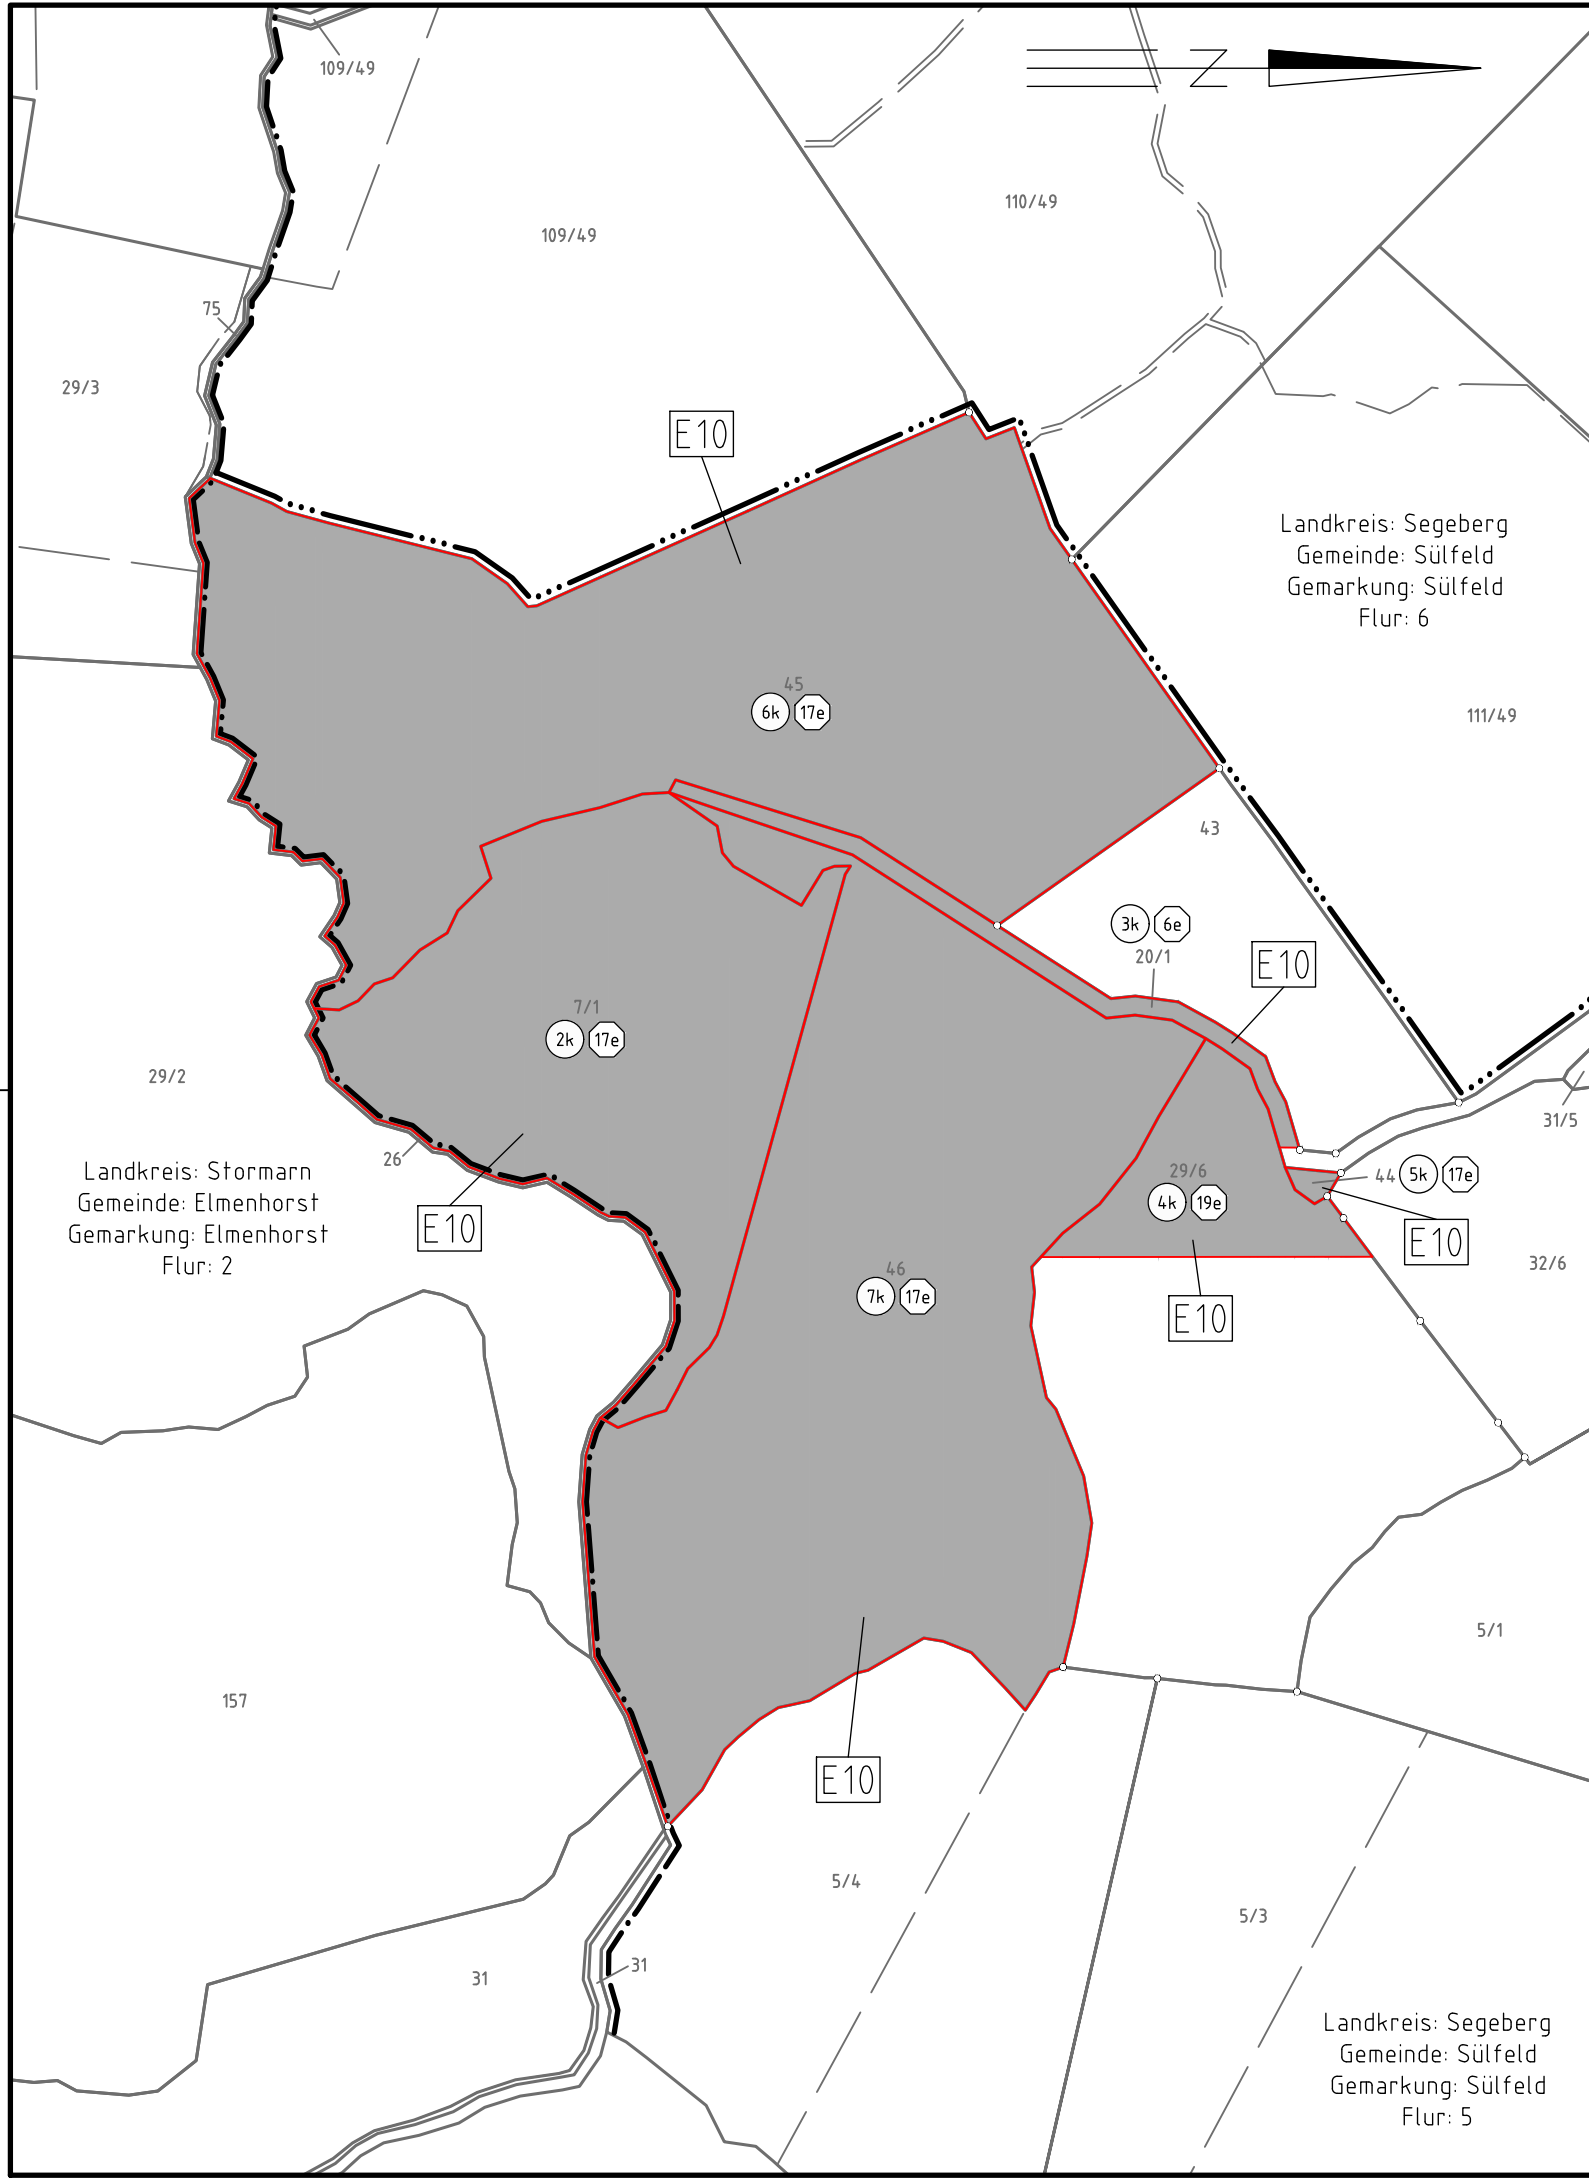 109/49
109/49
110/49
75
29/3
E10
Landkreis: Segeberg
Gemeinde: Sülfeld
Gemarkung: Sülfeld
Flur: 6
45
6k 17e
111/49
43
3k 6e
20/1
E10
7/1
2k 17e
29/2
31/5
26
Landkreis: Stormarn
Gemeinde: Elmenhorst
Gemarkung: Elmenhorst
Flur: 2
29/6
4k 19e
44 5k 17e
E10
E10
46
7k 17e
32/6
E10
5/1
157
E10
5/4
5/3
31
31
Landkreis: Segeberg
Gemeinde: Sülfeld
Gemarkung: Sülfeld
Flur: 5